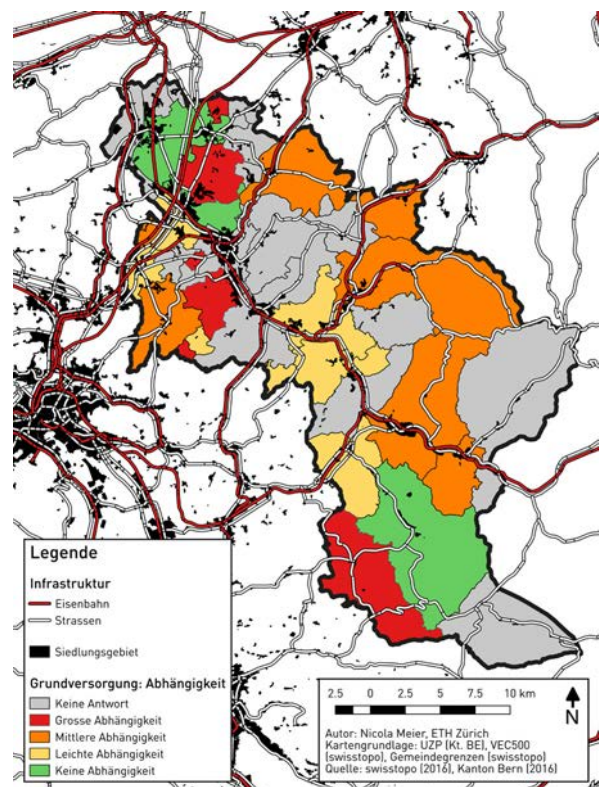 Legende
Infrastruktur
Eisenbahn
Strassen
Siedlungsgebiet
Grundversorgung: Abhängigkeit
Keine Antwort
Grosse Abhängigkeit
Mittlere Abhängigkeit
Leichte Abhängigkeit
Keine Abhängigkeit
2.5 0 2.5 5 7.5 10 km
N
Autor: Nicola Meier, ETH Zürich
Kartengrundlage: UZP (Kt. BE), VEC500
(swisstopo), Gemeindegrenzen (swisstopo)
Quelle: swisstopo (2016), Kanton Bern (2016)